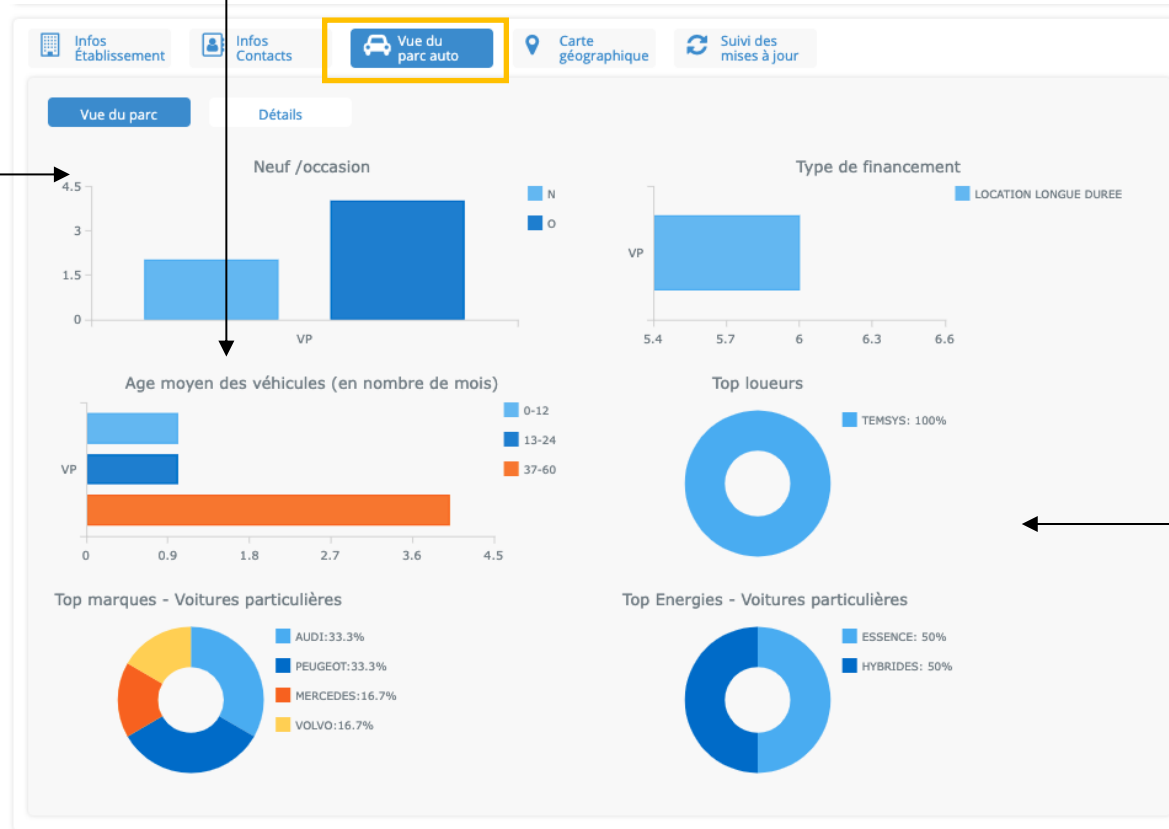 Infos
Établissement
Infos
Contacts
Vue du
parc auto
Carte
géographique
Suivi des
mises à jour
Vue du parc
Détails
Neuf /occasion
4.5
3
1.5
0
VP
N
O
Type de financement
VP
5.4
5.7
6
6.3
6.6
LOCATION LONGUE DUREE
Age moyen des véhicules (en nombre de mois)
VP
0
0.9
1.8
2.7
3.6
4.5
0-12
13-24
37-60
Top loueurs
TEMSYS: 100%
Top marques - Voitures particulières
AUDI:33.3%
PEUGEOT:33.3%
MERCEDES:16.7%
VOLVO:16.7%
Top Energies - Voitures particulières
ESSENCE: 50%
HYBRIDES: 50%